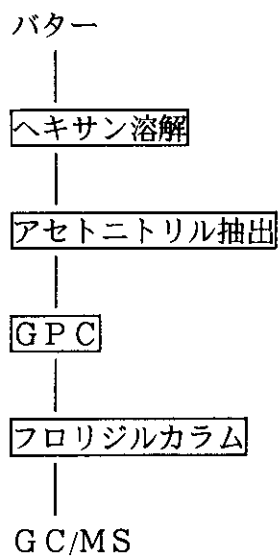 バター
ヘキサン溶解
アセトニトリル抽出
ＧＰＣ
フロリジルカラム
ＧＣ/ＭＳ